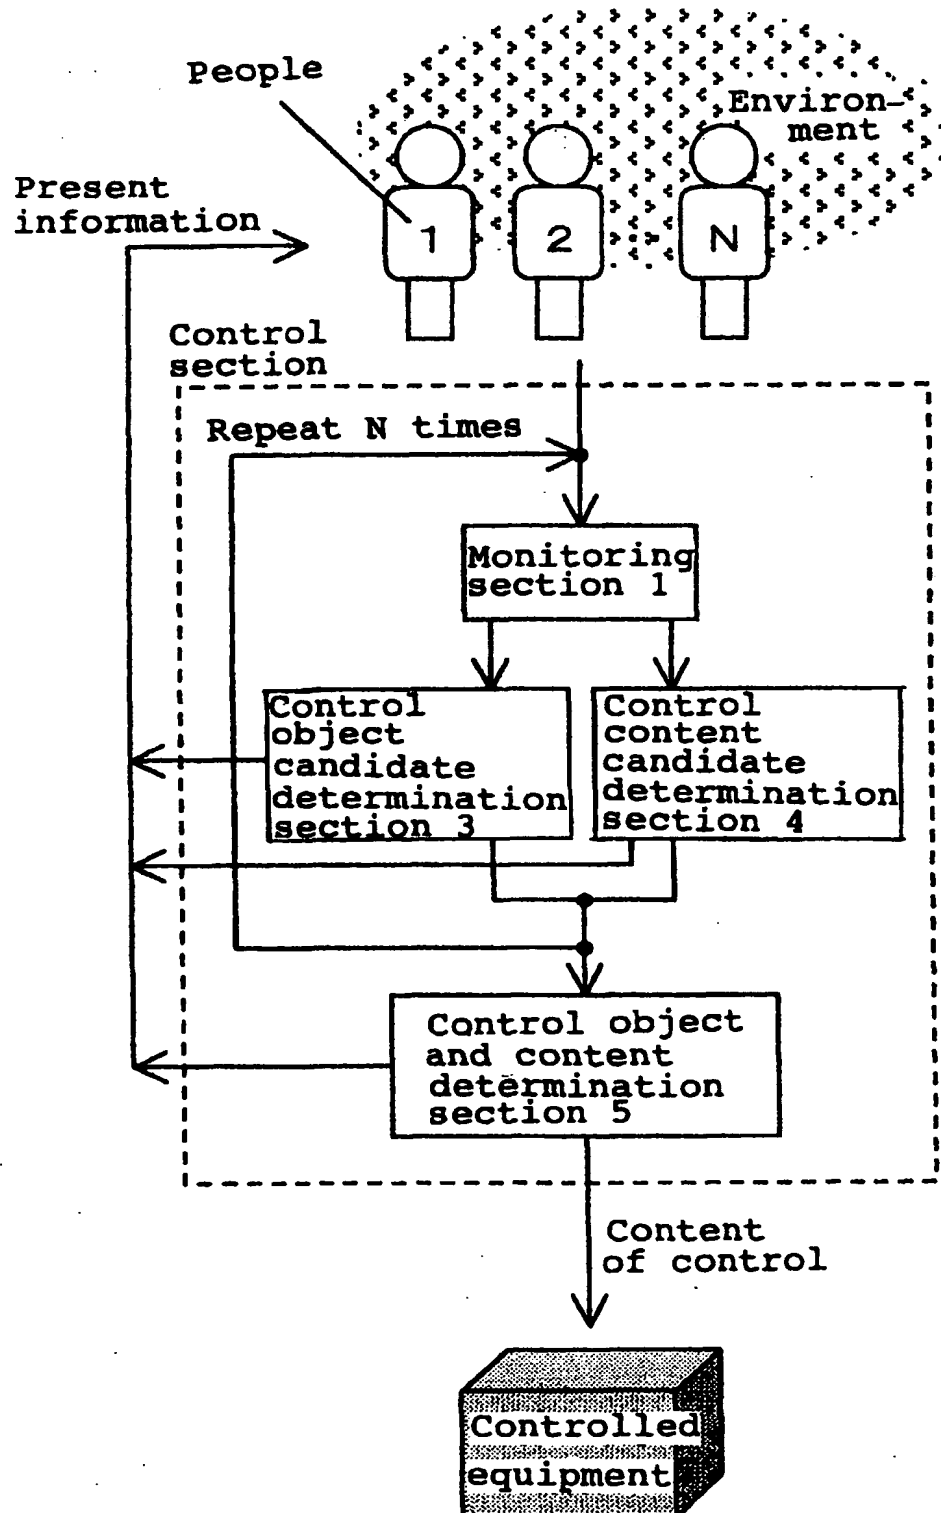 People
Environ-
ment
Present
information
1
2
N
Control
section
Repeat N times
Monitoring
section 1
Control
object
candidate
determination
section 3
Control
content
candidate
determination
section 4
Control object
and content
determination
section 5
Content
of control
Controlled
equipment